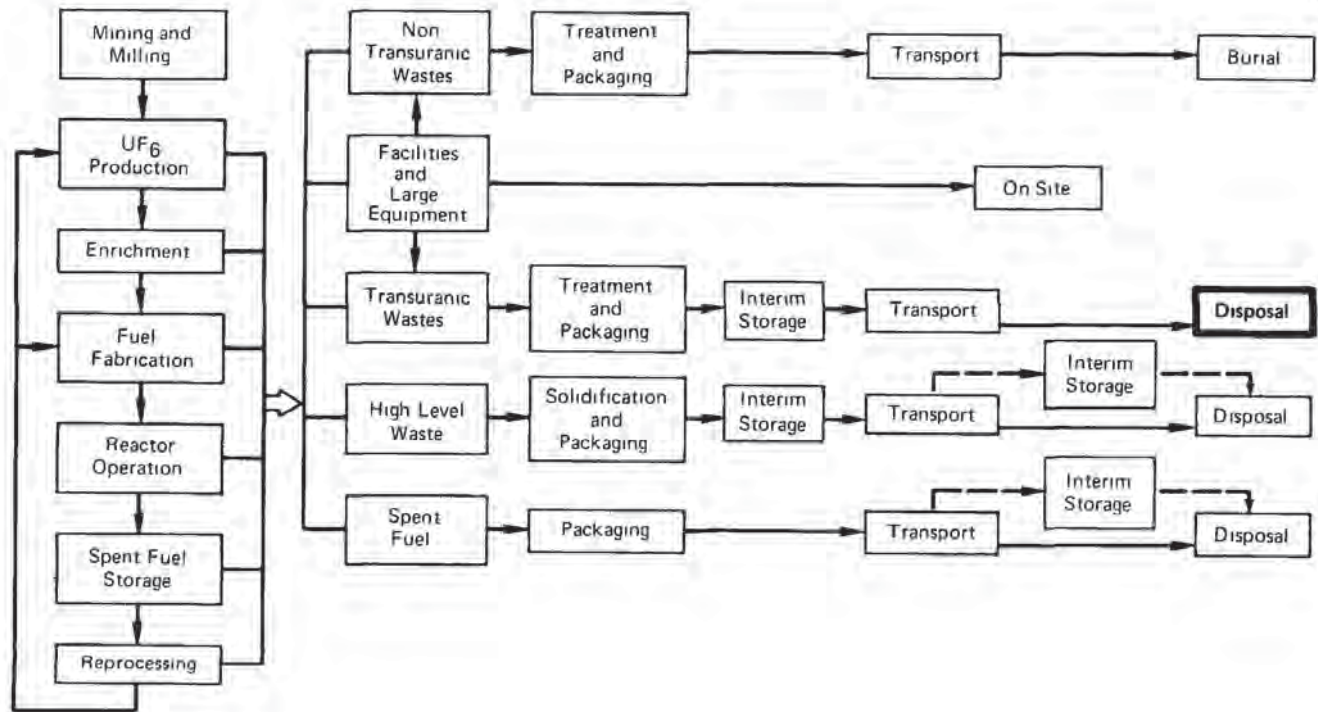 Mining and
Milling
UF6
Production
Enrichment
Fuel
Fabrication
Reactor
Operation
Spent Fuel
Storage
Reprocessing
Non
Transuranic
Wastes
Treatment
and
Packaging
Transport
Burial
Facilities
and
Large
Equipment
On Site
Transuranic
Wastes
Treatment
and
Packaging
Interim
Storage
Transport
Disposal
High Level
Waste
Solidification
and
Packaging
Interim
Storage
Transport
Interim
Storage
Disposal
Spent
Fuel
Packaging
Transport
Interim
Storage
Disposal